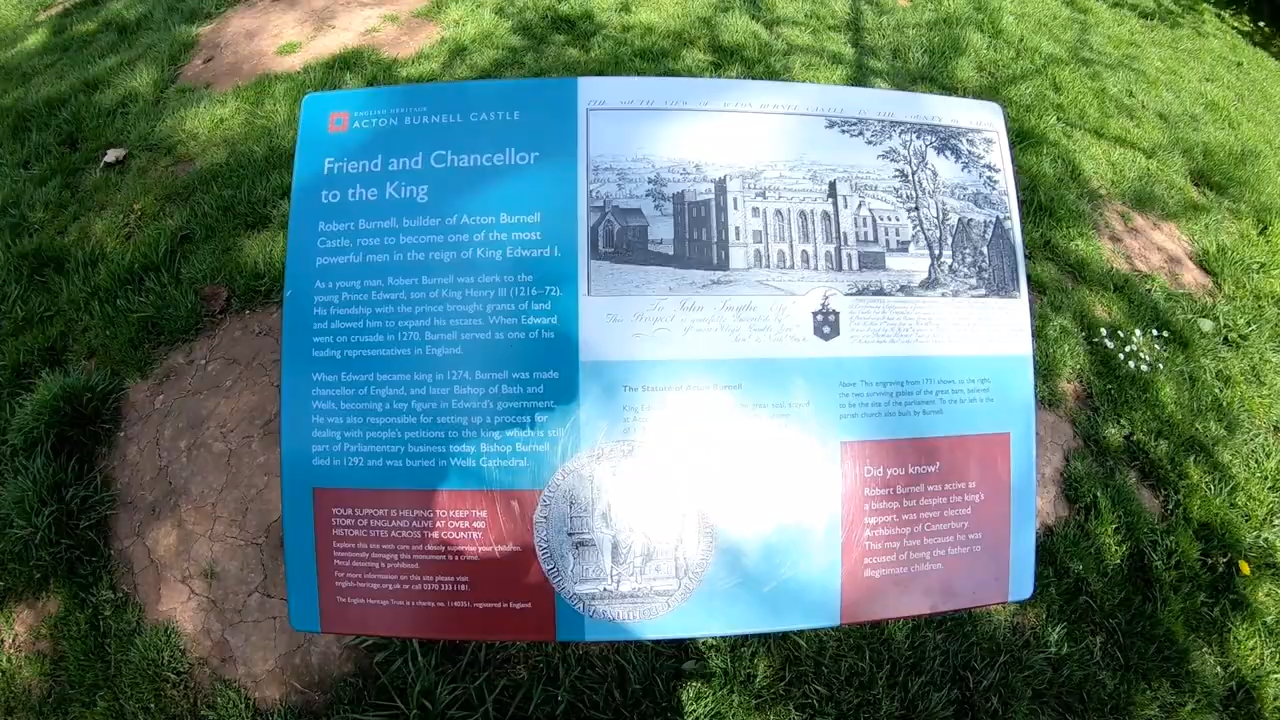 ENGLISH HERITAGE
ACTON BURNELL CASTLE
Friend and Chancellor
to the King
Robert Burnell, builder of Acton Burnell
Castle, rose to become one of the most
powerful men in the reign of King Edward I.
As a young man, Robert Burnell was clerk to the
young Prince Edward, son of King Henry III (1216–72).
His friendship with the prince brought grants of land
and allowed him to expand his estates. When Edward
went on crusade in 1270, Burnell served as one of his
leading representatives in England.
When Edward became king in 1274, Burnell was made
chancellor of England, and later Bishop of Bath and
Wells, becoming a key figure in Edward's government.
He was also responsible for setting up a process for
dealing with people's petitions to the king, which is still
part of Parliamentary business today. Bishop Burnell
died in 1292 and was buried in Wells Cathedral.
YOUR SUPPORT IS HELPING TO KEEP THE
STORY OF ENGLAND ALIVE AT OVER 400
HISTORIC SITES ACROSS THE COUNTRY.
Explore this site with care and closely supervise your children.
Intentionally damaging this monument is a crime.
Metal detecting is prohibited.
For more information on this site please visit
english-heritage.org.uk or call 0370 333 1181.
The English Heritage Trust is a charity, no. 1140351, registered in England.
THE SOUTH VIEW OF ACTON BURNEL CASTLE IN THE COUNTY OF SALOP
To John Smythe
This Prospect
The Statute of Acton Burnell
King
great seal,
at
of
Above: This engraving from 1731 shows, to the right,
the two surviving gables of the great barn, believed
to be the site of the parliament. To the far left is the
parish church also built by Burnell.
Did you know?
Robert Burnell was active as
a bishop, but despite the king's
support, was never elected
Archbishop of Canterbury.
This may have because he was
accused of being the father to
illegitimate children.